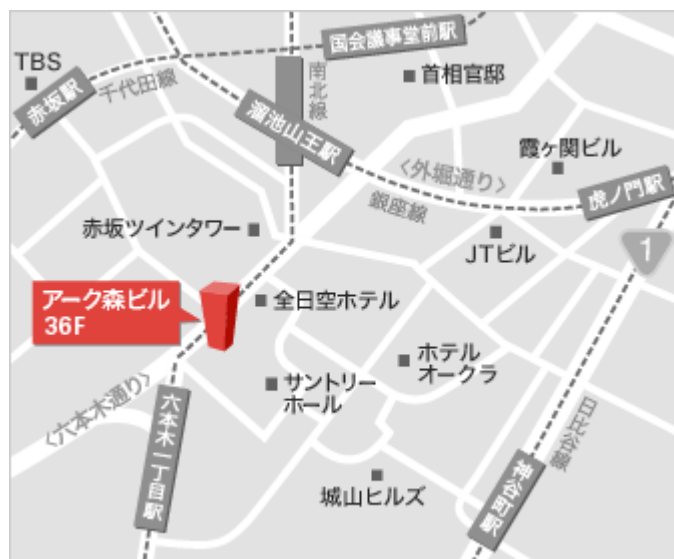 国会議事堂前駅
TBS
赤坂駅
千代田線
南北線
首相官邸
溜池山王駅
霞ヶ関ビル
〈外堀通り〉
銀座線
虎ノ門駅
赤坂ツインタワー
JTビル
1
アーク森ビル
36F
全日空ホテル
ホテル
オークラ
サントリー
ホール
〈六本木通り〉
六本木一丁目駅
日比谷線
神谷町駅
城山ヒルズ